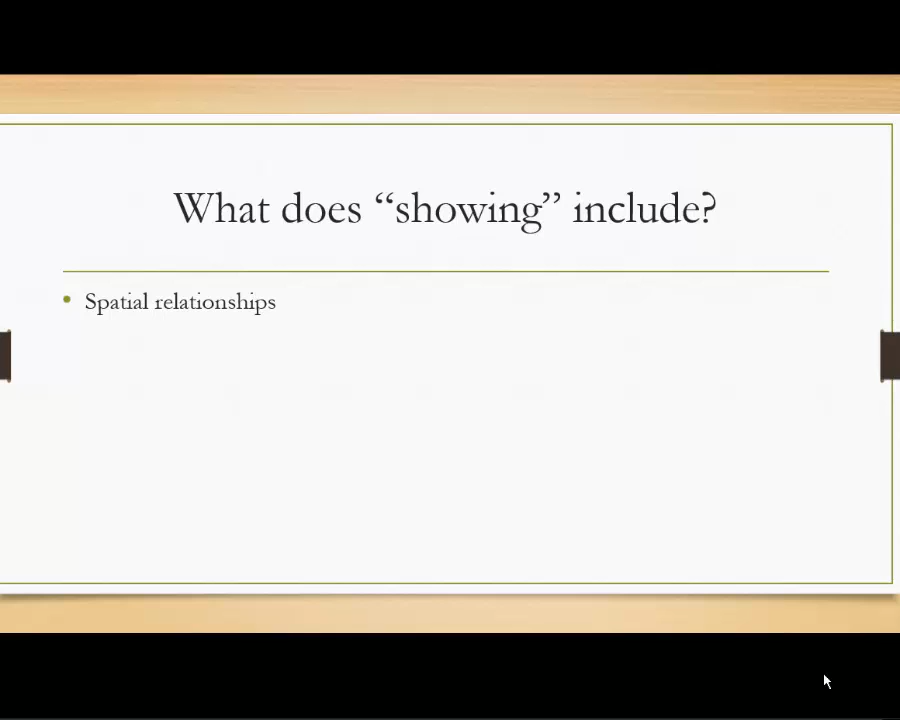 What does “showing” include?
• Spatial relationships